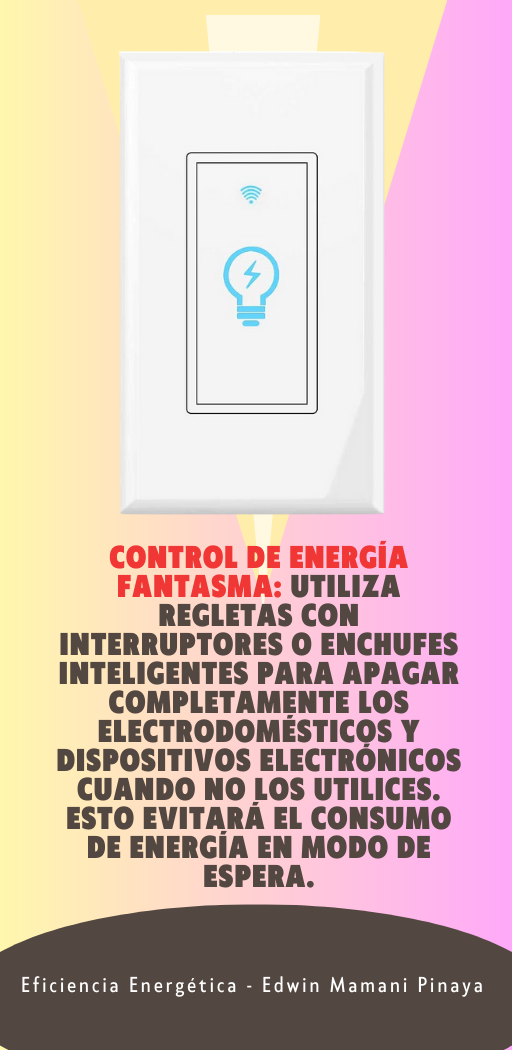 CONTROL DE ENERGÍA
FANTASMA: UTILIZA
REGLETAS CON
INTERRUPTORES O ENCHUFES
INTELIGENTES PARA APAGAR
COMPLETAMENTE LOS
ELECTRODOMÉSTICOS Y
DISPOSITIVOS ELECTRÓNICOS
CUANDO NO LOS UTILICES.
ESTO EVITARÁ EL CONSUMO
DE ENERGÍA EN MODO DE
ESPERA.
Eficiencia Energética - Edwin Mamani Pinaya